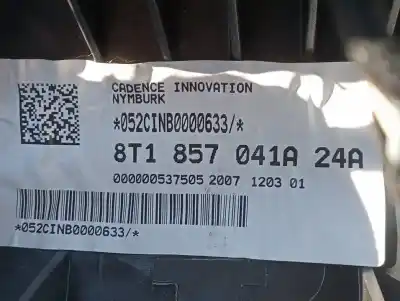 CADENCE INNOVATION
NYMBURK
*052CINB0000633/*
8T1 857 041A 24A
000000537505 2007 1203 01
*052CINB0000633/*